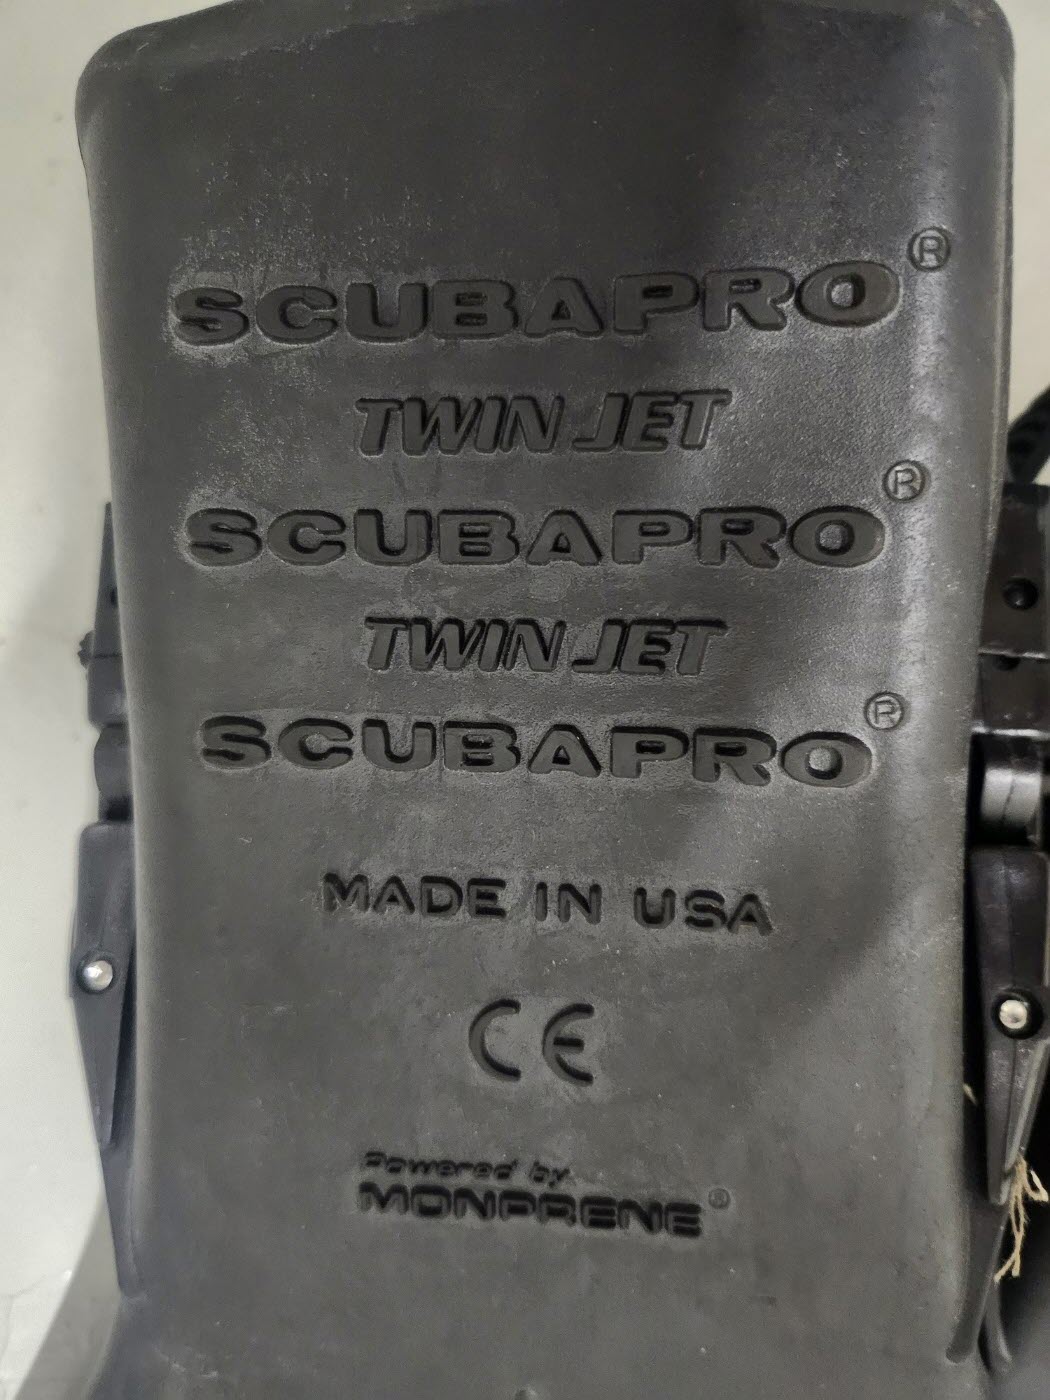 SCUBAPRO®
TWIN JET
SCUBAPRO®
TWIN JET
SCUBAPRO®
MADE IN USA
CE
Powered by
MONPRENE®